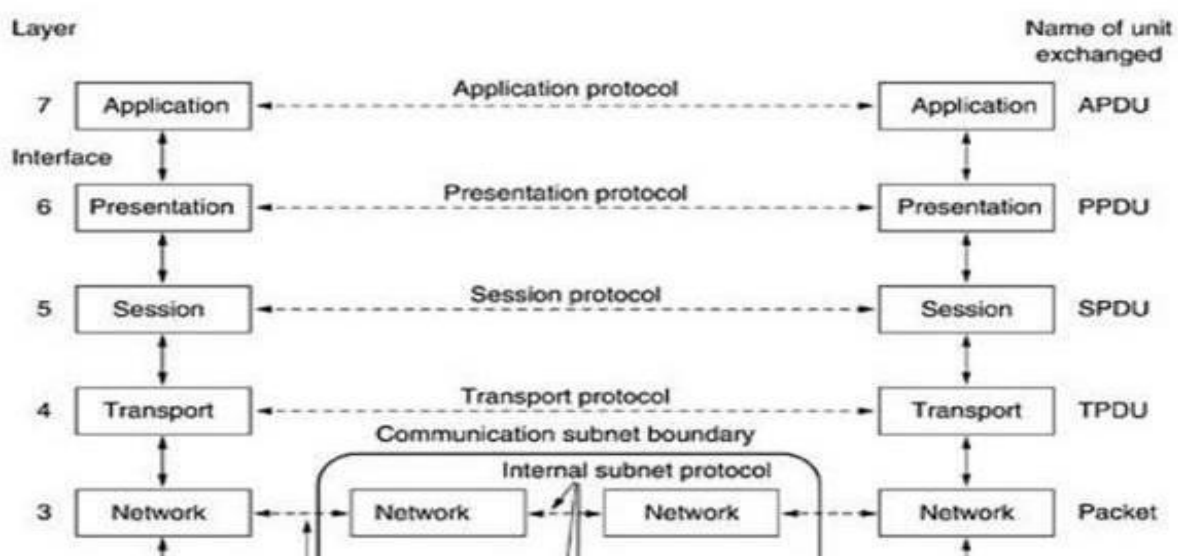 Layer
Name of unit
exchanged
7 Application Application protocol Application APDU
Interface
6 Presentation Presentation protocol Presentation PPDU
5 Session Session protocol Session SPDU
4 Transport Transport protocol Transport TPDU
Communication subnet boundary
Internal subnet protocol
3 Network Network Network Network Packet